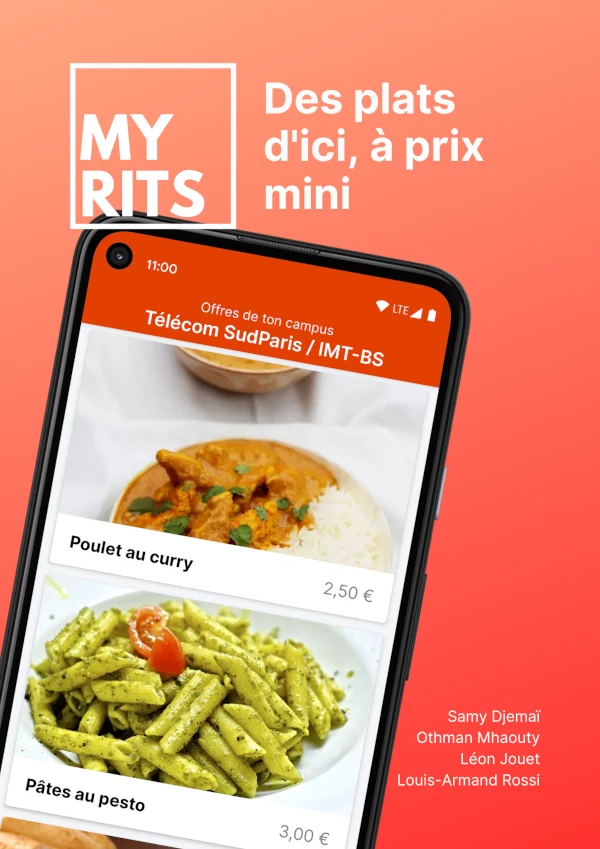 MY
RITS
Des plats
d'ici, à prix
mini
11:00
LTE
Offres de ton campus
Télécom SudParis / IMT-BS
Poulet au curry
2,50 €
Pâtes au pesto
3,00 €
Samy Djemaï
Othman Mhaouty
Léon Jouet
Louis-Armand Rossi